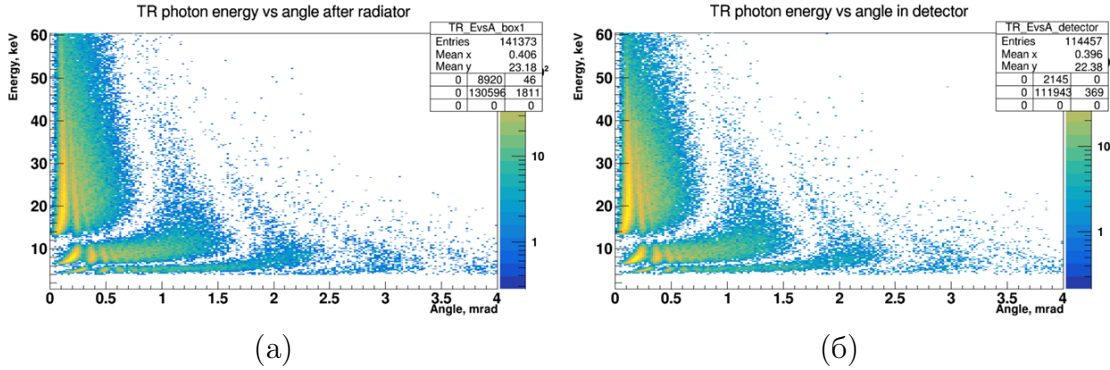 TR photon energy vs angle after radiator
TR_EvsA_box1
Entries 141373
Mean x 0.406
Mean y 23.18
0 8920 46
0 130596 1811
0 0 0
Energy, keV
60
50
40
30
20
10
0 0.5 1 1.5 2 2.5 3 3.5 4
Angle, mrad
10
1
(а)
TR photon energy vs angle in detector
TR_EvsA_detector
Entries 114457
Mean x 0.396
Mean y 22.38
0 2145 0
0 111943 369
0 0 0
Energy, keV
60
50
40
30
20
10
0 0.5 1 1.5 2 2.5 3 3.5 4
Angle, mrad
10
1
(б)